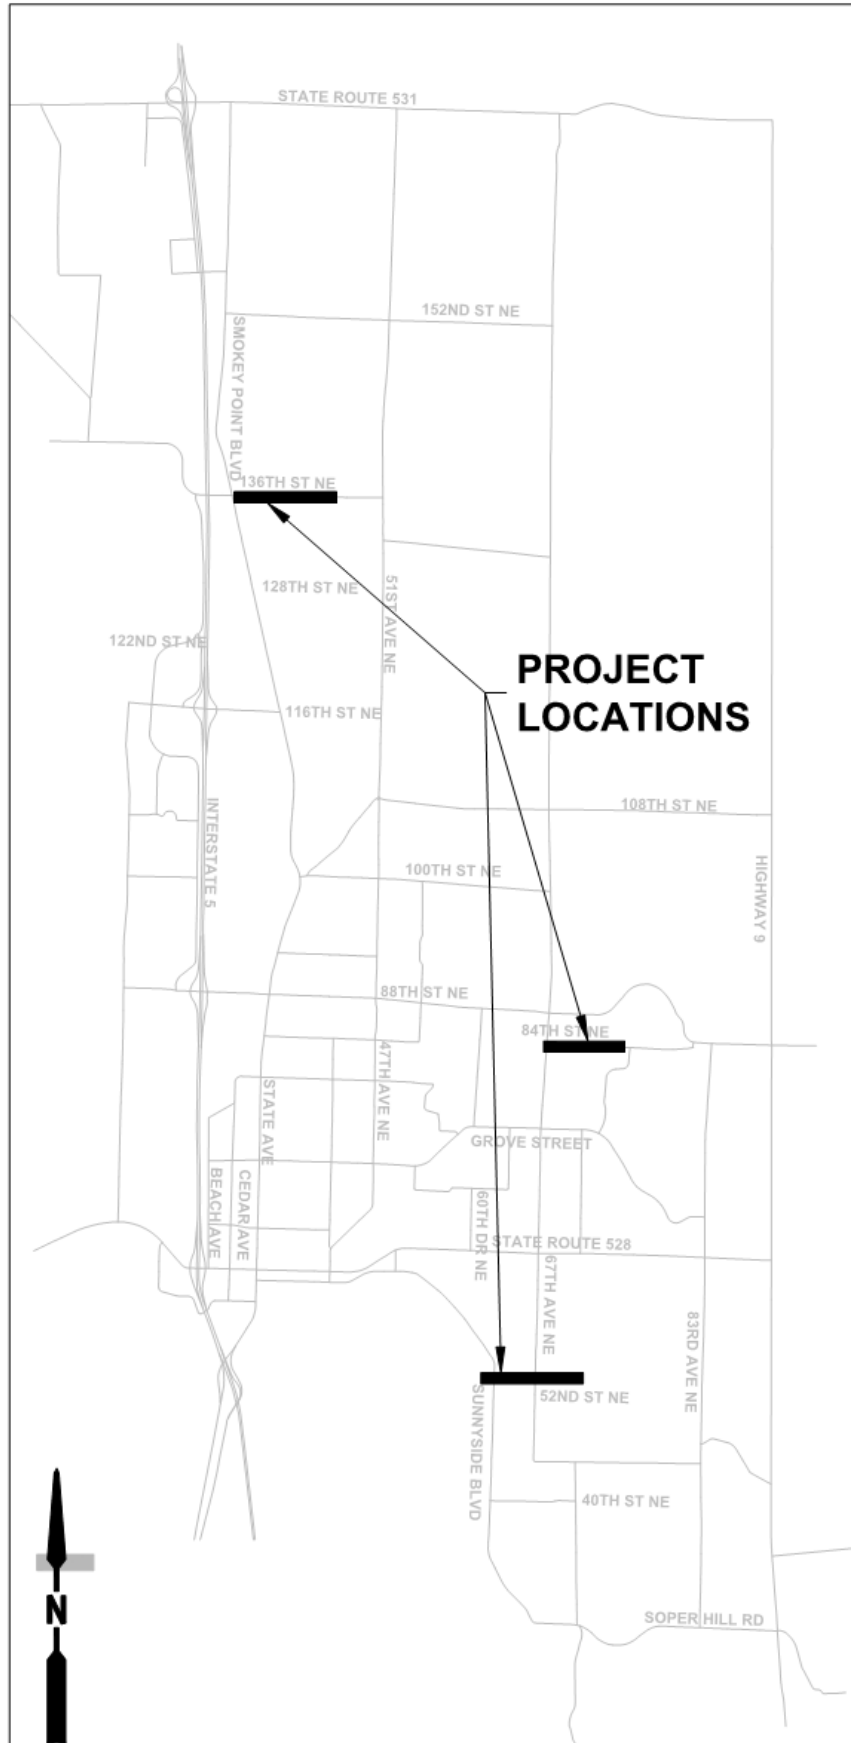 STATE ROUTE 531
152ND ST NE
SMOKEY POINT BLVD
136TH ST NE
128TH ST NE
51ST AVE NE
122ND ST NE
PROJECT
LOCATIONS
116TH ST NE
INTERSTATE 5
108TH ST NE
HIGHWAY 9
100TH ST NE
88TH ST NE
84TH ST NE
47TH AVE NE
STATE AVE
GROVE STREET
BEACH AVE
CEDAR AVE
60TH DR NE
STATE ROUTE 528
67TH AVE NE
83RD AVE NE
SUNNYSIDE BLVD
52ND ST NE
40TH ST NE
N
SOPER HILL RD